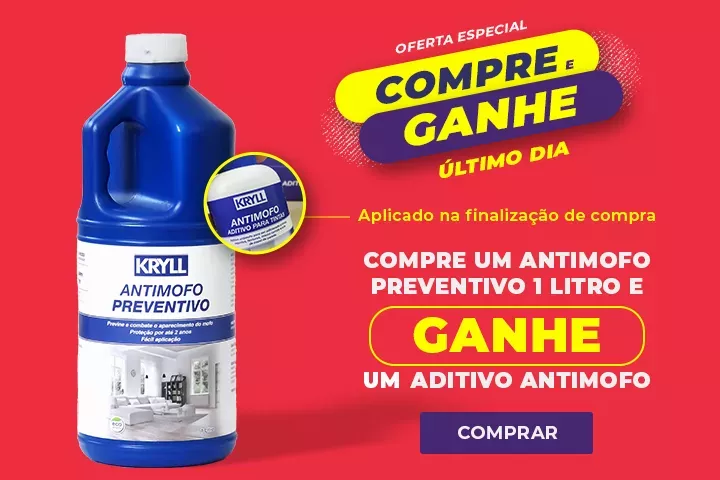 OFERTA ESPECIAL
COMPRE E
GANHE
ÚLTIMO DIA
KRYLL
ANTIMOFO
ADITIVO PARA TINTAS
Aplicado na finalização de compra
COMPRE UM ANTIMOFO
PREVENTIVO 1 LITRO E
GANHE
UM ADITIVO ANTIMOFO
COMPRAR
KRYLL
ANTIMOFO
PREVENTIVO
Previne e combate o aparecimento do mofo
Proteção por até 2 anos
Fácil aplicação
eco